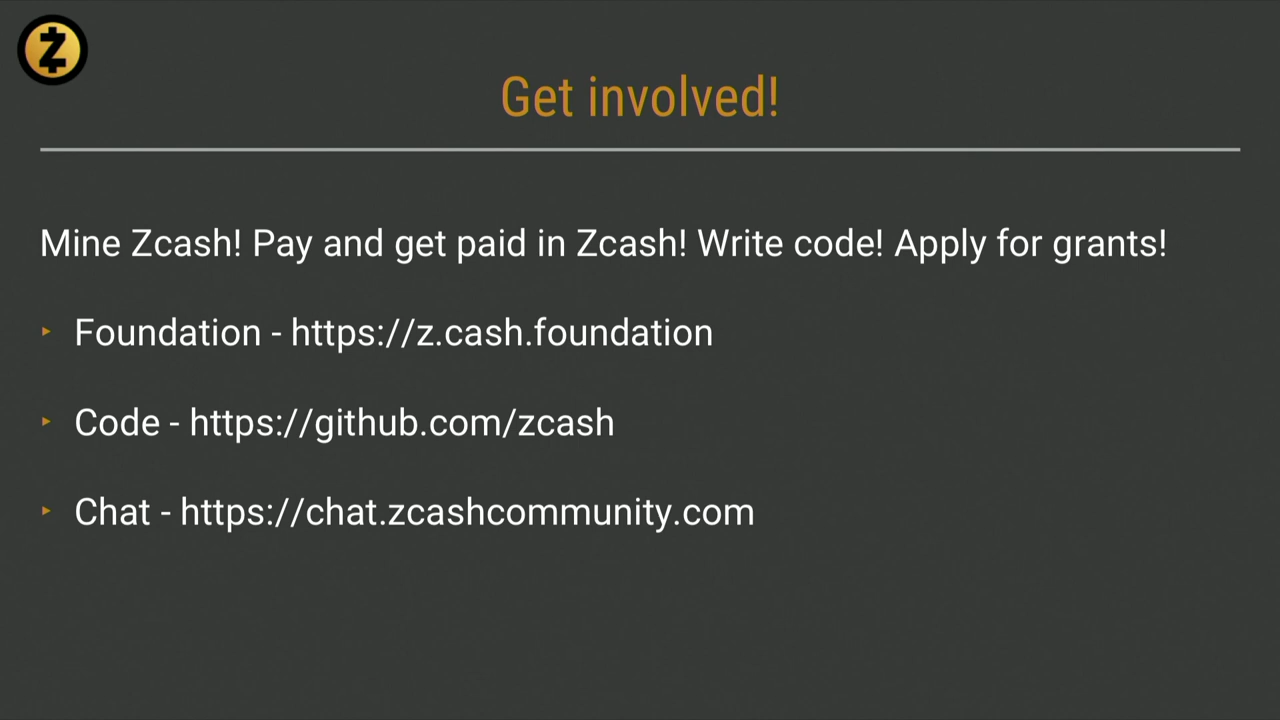 Get involved!
Mine Zcash! Pay and get paid in Zcash! Write code! Apply for grants!
‣ Foundation - https://z.cash.foundation
‣ Code - https://github.com/zcash
‣ Chat - https://chat.zcashcommunity.com